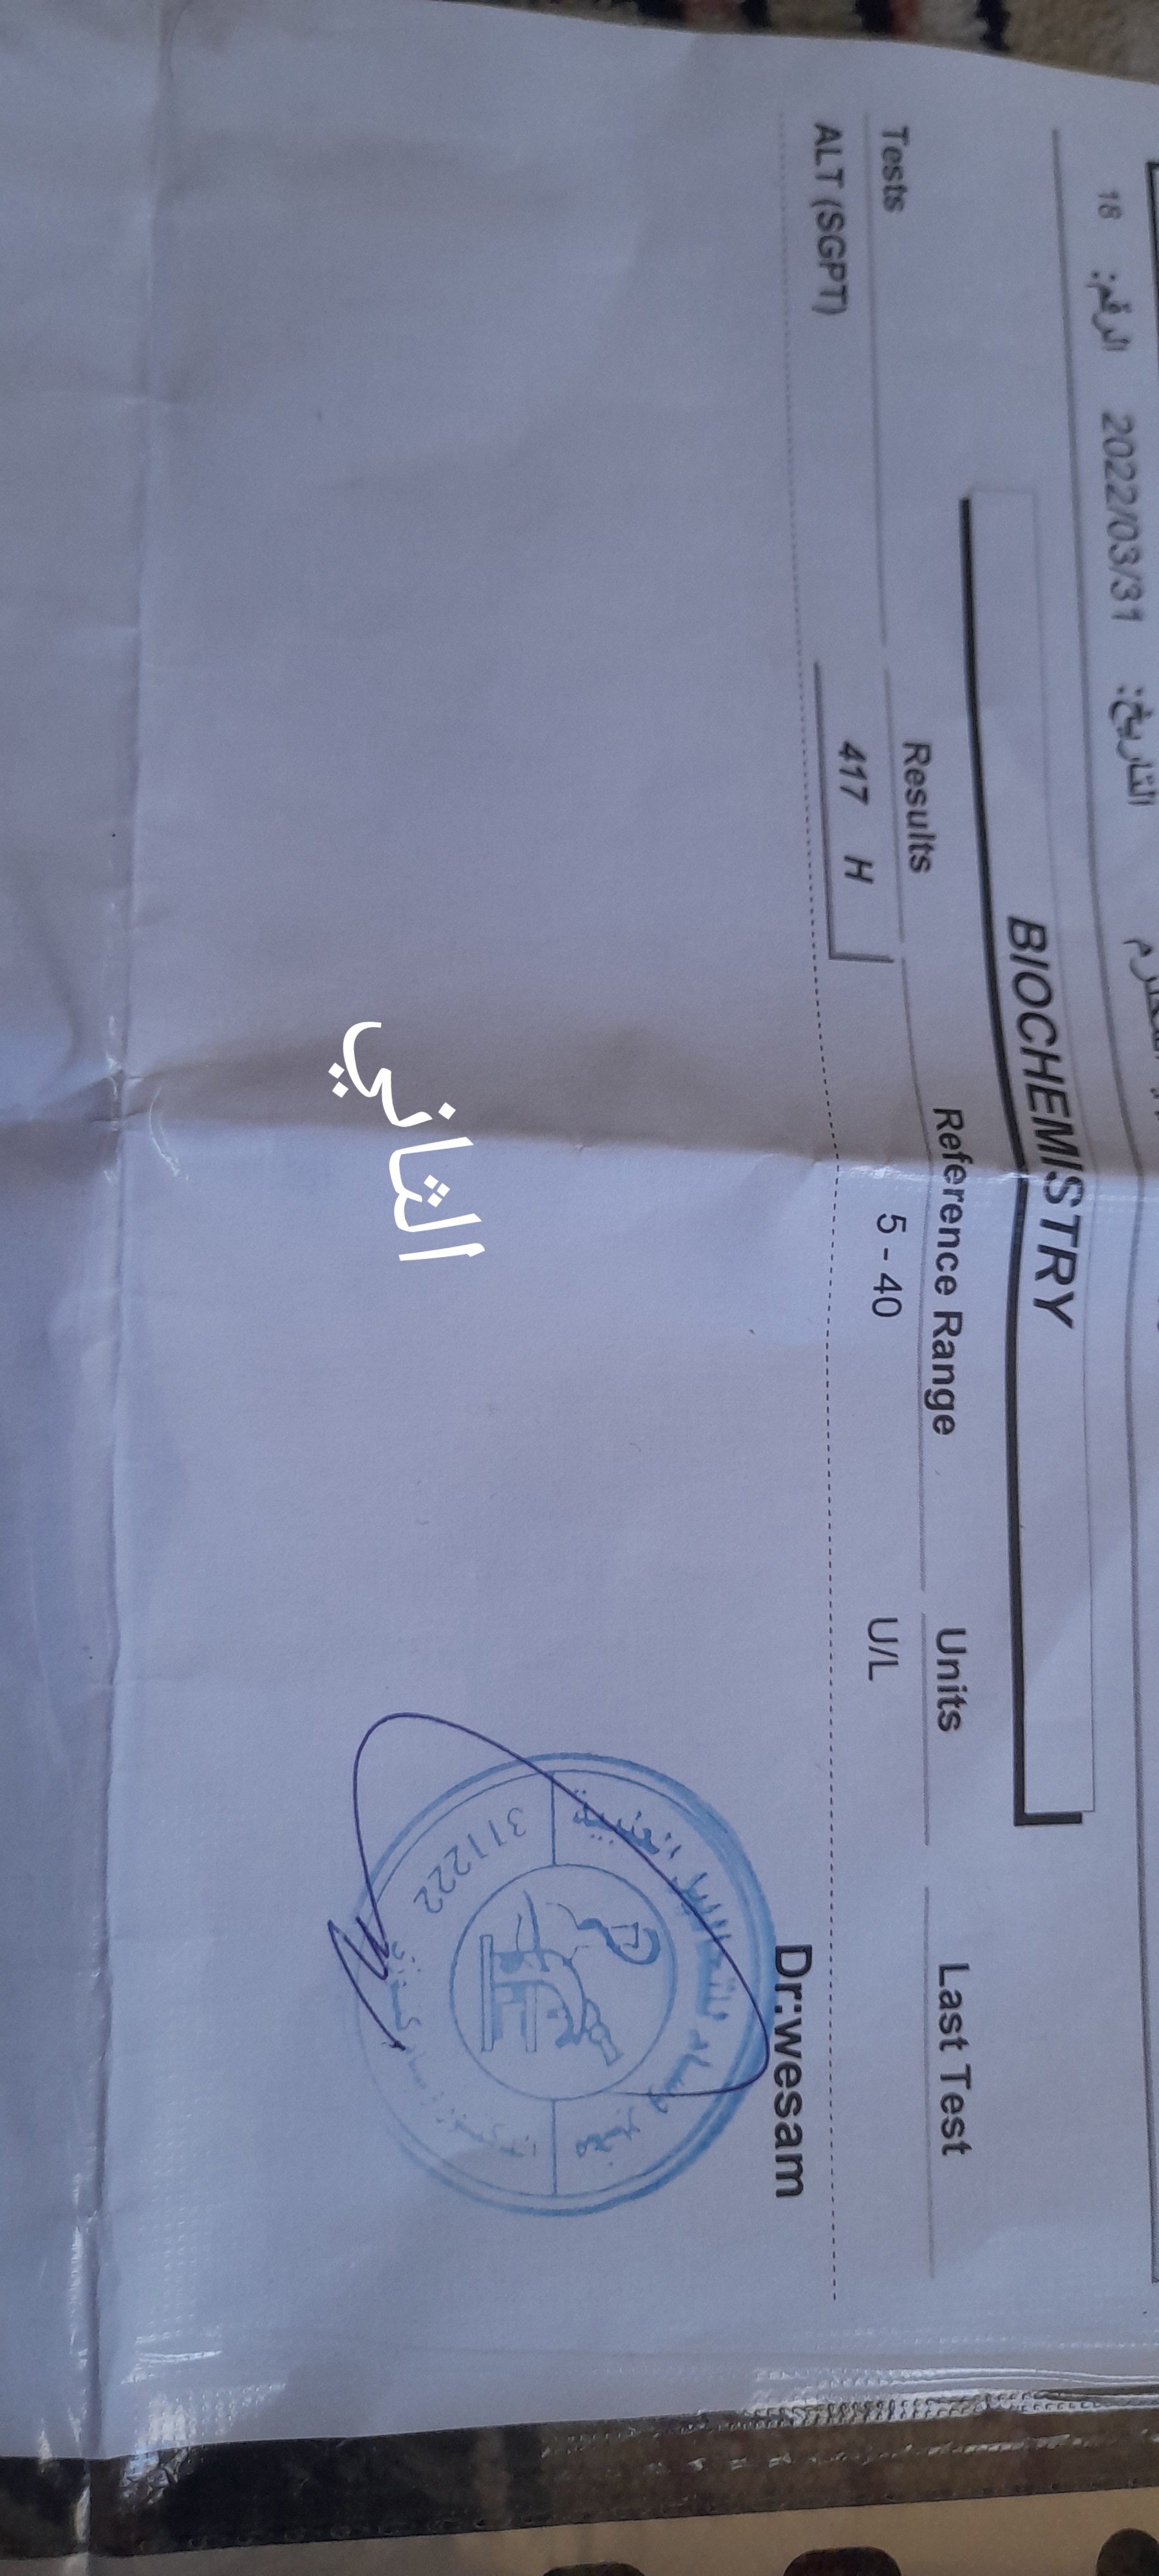 التاريخ: 2022/03/31 الرقم: 18
BIOCHEMISTRY
Tests Results Reference Range Units Last Test
ALT (SGPT) 417 H 5 - 40 U/L
Dr:wesam
الثاني
311222